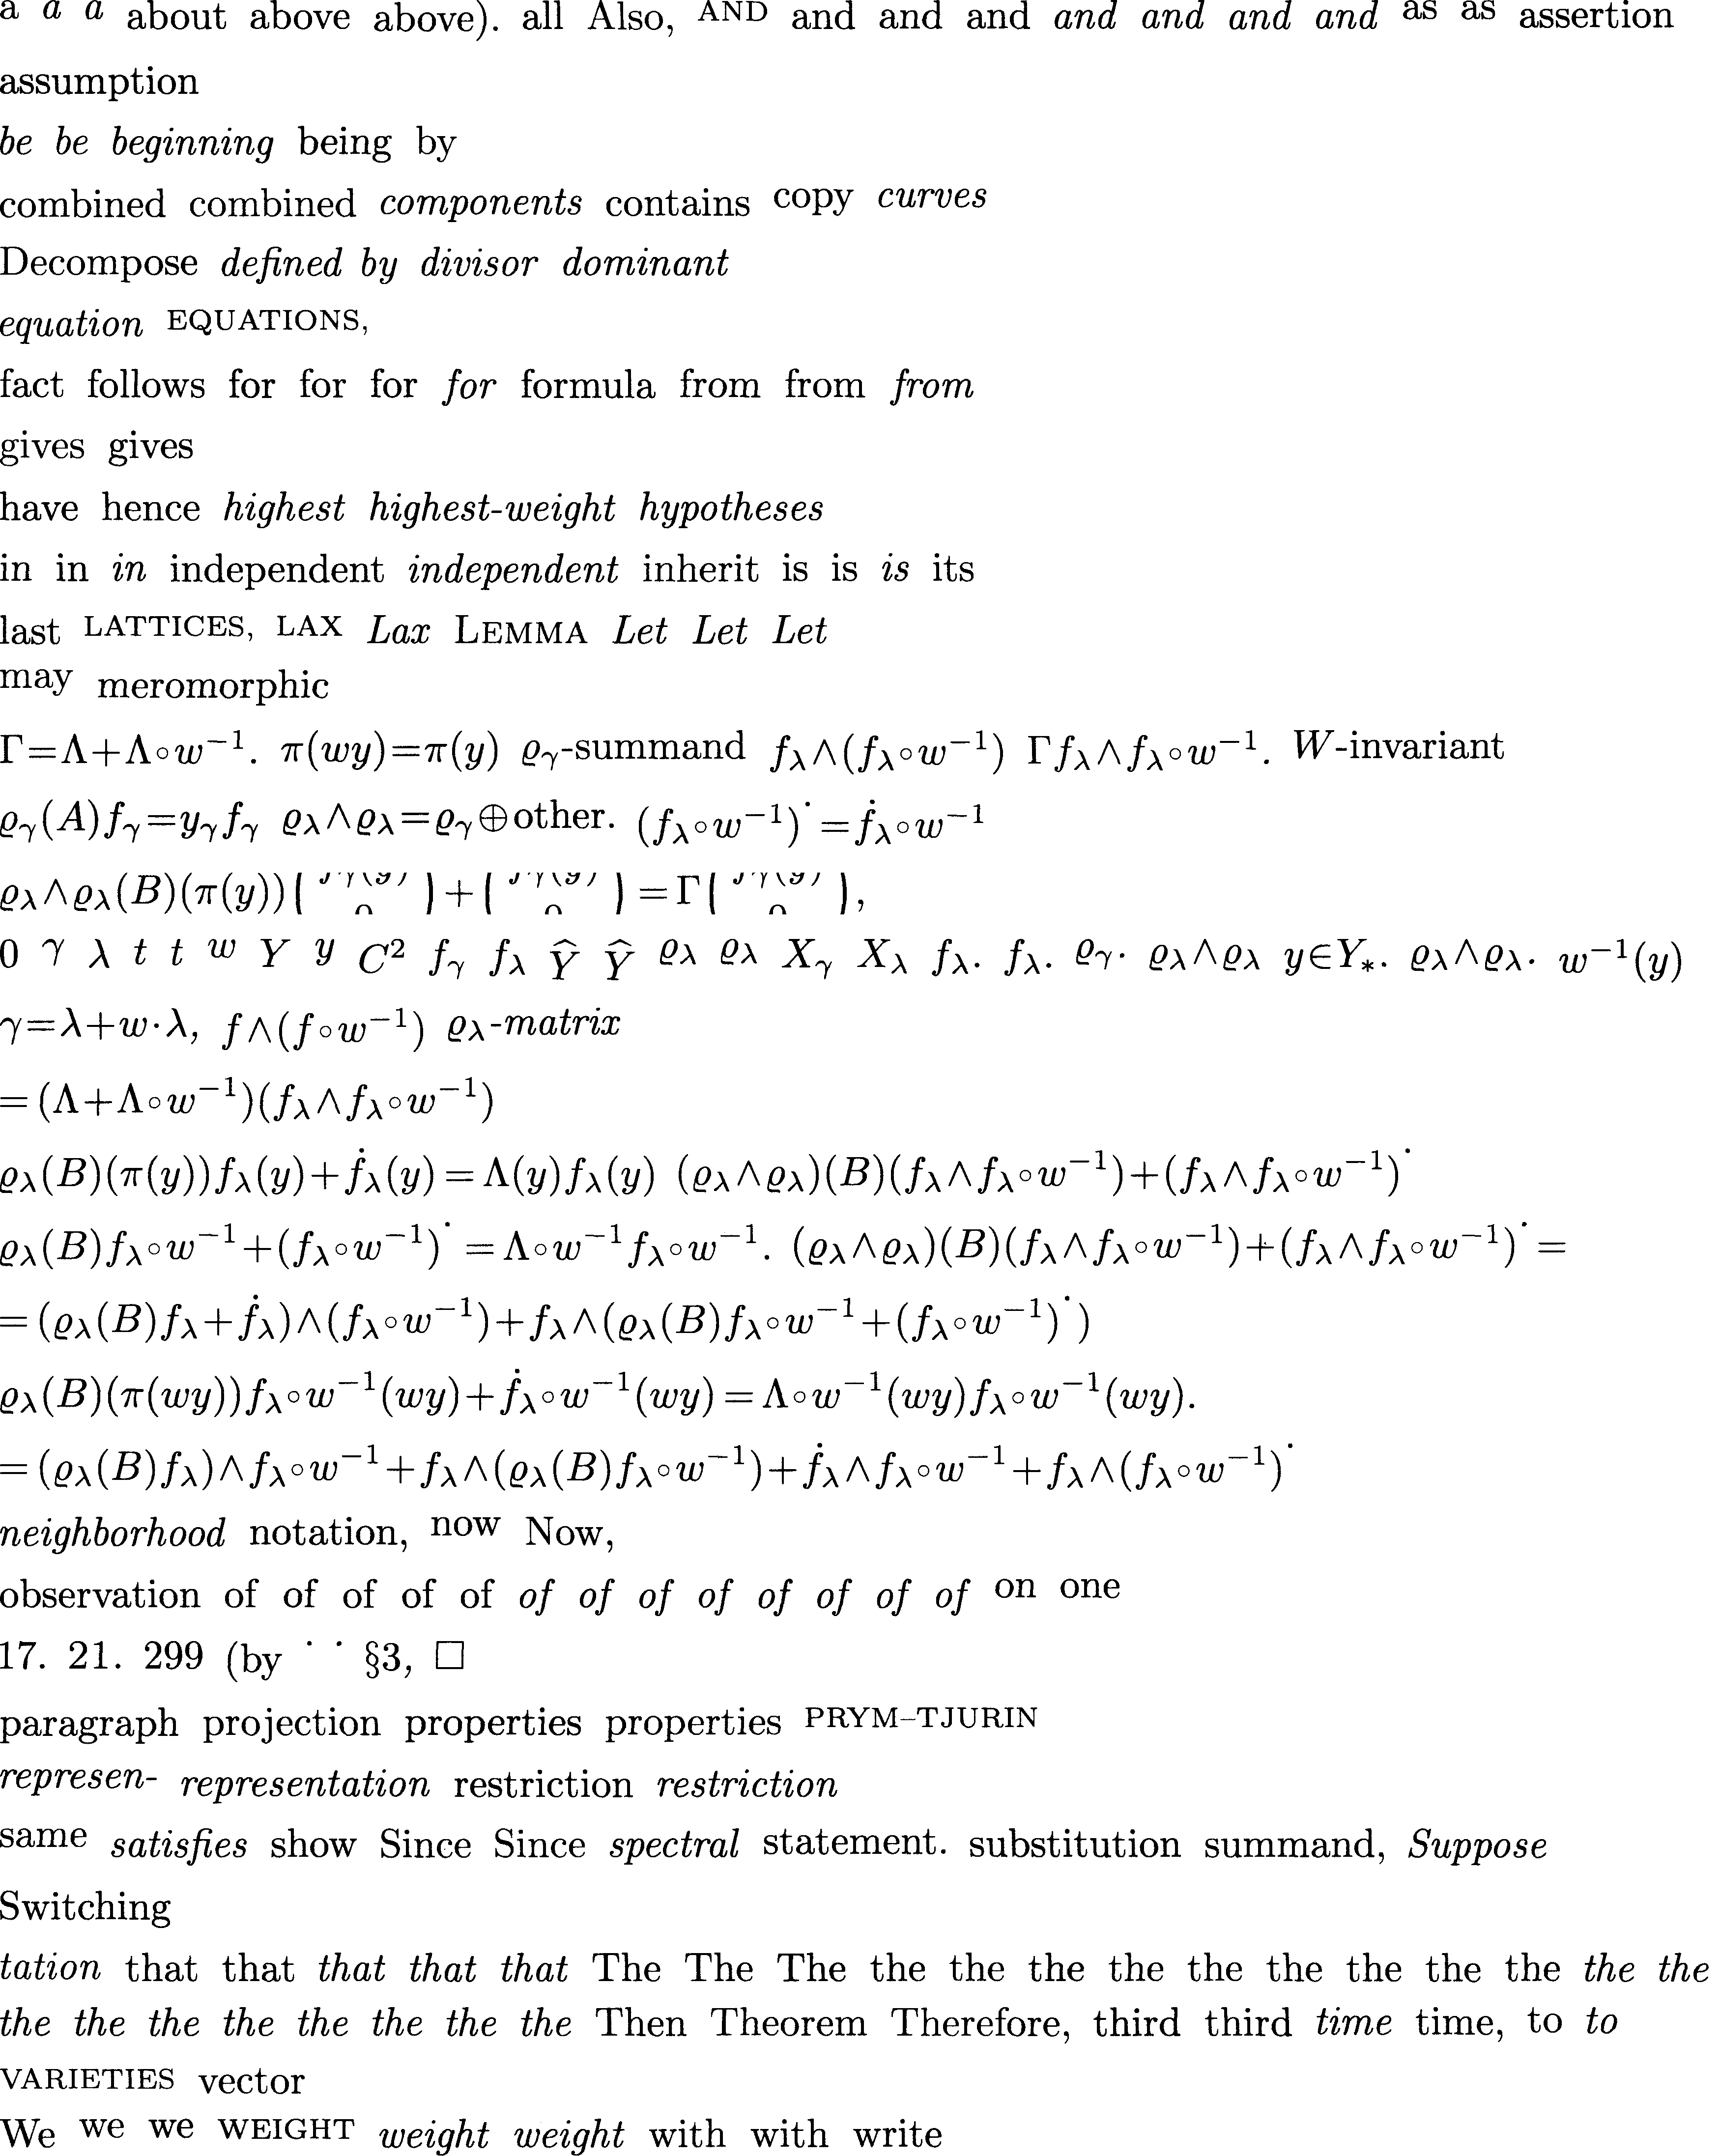 a a a about above above). all Also, AND and and and and and and and as as assertion
assumption
be be beginning being by
combined combined components contains copy curves
Decompose defined by divisor dominant
equation EQUATIONS,
fact follows for for for for formula from from from
gives gives
have hence highest highest-weight hypotheses
in in in independent independent inherit is is is its
last LATTICES, LAX Lax LEMMA Let Let Let
may meromorphic
Γ=Λ+Λ∘w⁻¹. π(wy)=π(y) ϱ_γ-summand f_λ∧(f_λ∘w⁻¹) Γf_λ∧f_λ∘w⁻¹. W-invariant
ϱ_γ(A)f_γ=y_γf_γ ϱ_λ∧ϱ_λ=ϱ_γ⊕other. (f_λ∘w⁻¹)˙=ḟ_λ∘w⁻¹
ϱ_λ∧ϱ_λ(B)(π(y))( )+( )=Γ( ),
0 γ λ t t w Y y C² f_γ f_λ Ŷ Ŷ ϱ_λ ϱ_λ X_γ X_λ f_λ. f_λ. ϱ_γ. ϱ_λ∧ϱ_λ y∈Y_*. ϱ_λ∧ϱ_λ. w⁻¹(y)
γ=λ+w·λ, f∧(f∘w⁻¹) ϱ_λ-matrix
=(Λ+Λ∘w⁻¹)(f_λ∧f_λ∘w⁻¹)
ϱ_λ(B)(π(y))f_λ(y)+ḟ_λ(y)=Λ(y)f_λ(y) (ϱ_λ∧ϱ_λ)(B)(f_λ∧f_λ∘w⁻¹)+(f_λ∧f_λ∘w⁻¹)˙
ϱ_λ(B)f_λ∘w⁻¹+(f_λ∘w⁻¹)˙=Λ∘w⁻¹f_λ∘w⁻¹. (ϱ_λ∧ϱ_λ)(B)(f_λ∧f_λ∘w⁻¹)+(f_λ∧f_λ∘w⁻¹)˙=
=(ϱ_λ(B)f_λ+ḟ_λ)∧(f_λ∘w⁻¹)+f_λ∧(ϱ_λ(B)f_λ∘w⁻¹+(f_λ∘w⁻¹)˙)
ϱ_λ(B)(π(wy))f_λ∘w⁻¹(wy)+ḟ_λ∘w⁻¹(wy)=Λ∘w⁻¹(wy)f_λ∘w⁻¹(wy).
=(ϱ_λ(B)f_λ)∧f_λ∘w⁻¹+f_λ∧(ϱ_λ(B)f_λ∘w⁻¹)+ḟ_λ∧f_λ∘w⁻¹+f_λ∧(f_λ∘w⁻¹)˙
neighborhood notation, now Now,
observation of of of of of of of of of of of of of on one
17. 21. 299 (by ˙ ˙ §3, □
paragraph projection properties properties PRYM–TJURIN
represen- representation restriction restriction
same satisfies show Since Since spectral statement. substitution summand, Suppose
Switching
tation that that that that that The The The the the the the the the the the the the the
the the the the the the the the Then Theorem Therefore, third third time time, to to
VARIETIES vector
We we we WEIGHT weight weight with with write